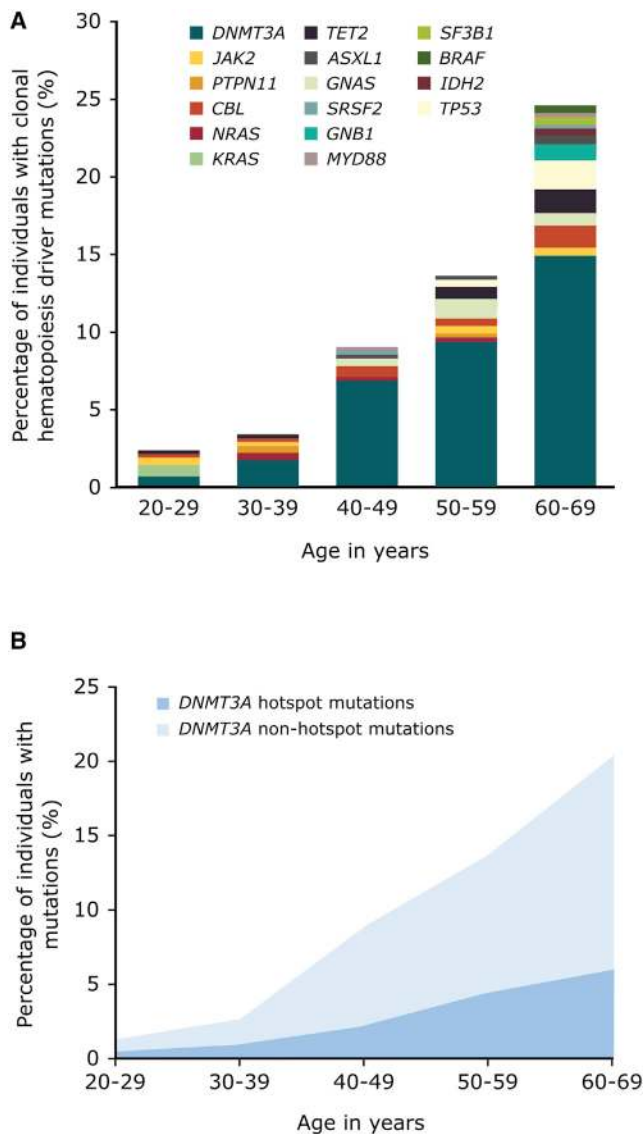 A
Percentage of individuals with clonal
hematopoiesis driver mutations (%)
30
25
20
15
10
5
0
DNMT3A
JAK2
PTPN11
CBL
NRAS
KRAS
TET2
ASXL1
GNAS
SRSF2
GNB1
MYD88
SF3B1
BRAF
IDH2
TP53
20-29 30-39 40-49 50-59 60-69
Age in years
B
Percentage of individuals with
mutations (%)
25
20
15
10
5
0
DNMT3A hotspot mutations
DNMT3A non-hotspot mutations
20-29 30-39 40-49 50-59 60-69
Age in years